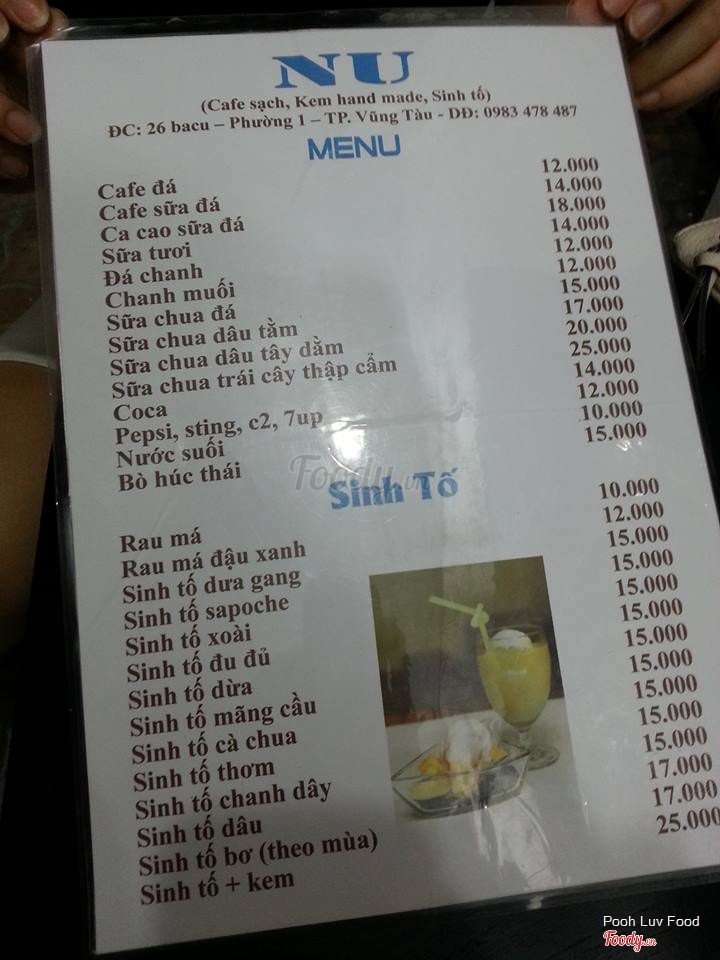 NU
(Cafe sạch, Kem hand made, Sinh tố)
ĐC: 26 bacu – Phường 1 – TP. Vũng Tàu - DĐ: 0983 478 487
MENU
Cafe đá 12.000
Cafe sữa đá 14.000
Ca cao sữa đá 18.000
Sữa tươi 14.000
Đá chanh 12.000
Chanh muối 12.000
Sữa chua đá 15.000
Sữa chua dâu tằm 17.000
Sữa chua dâu tây dằm 20.000
Sữa chua trái cây thập cẩm 25.000
Coca 14.000
Pepsi, sting, c2, 7up 12.000
Nước suối 10.000
Bò húc thái 15.000
Foody.vn
Sinh Tố
Rau má 10.000
Rau má đậu xanh 12.000
Sinh tố dưa gang 15.000
Sinh tố sapoche 15.000
Sinh tố xoài 15.000
Sinh tố đu đủ 15.000
Sinh tố dừa 15.000
Sinh tố mãng cầu 15.000
Sinh tố cà chua 15.000
Sinh tố thơm 15.000
Sinh tố chanh dây 15.000
Sinh tố dâu 17.000
Sinh tố bơ (theo mùa) 17.000
Sinh tố + kem 25.000
Pooh Luv Food
Foody.vn